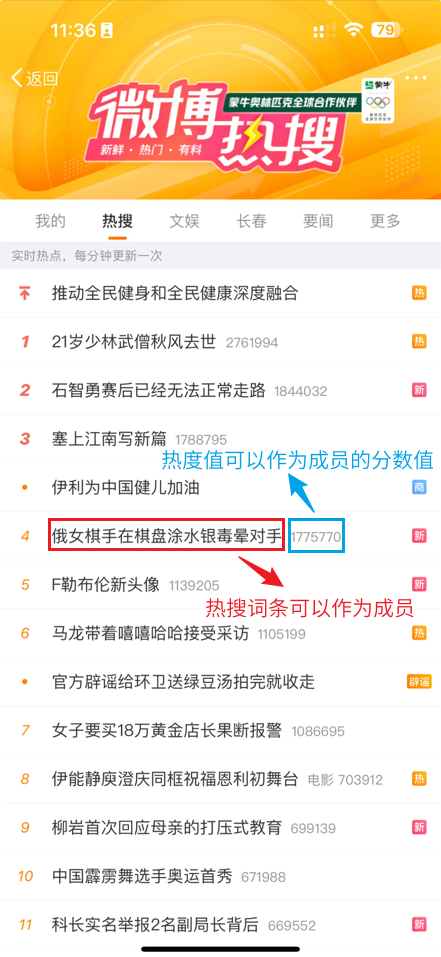 11:36
79
返回
微博热搜
新鲜·热门·有料
蒙牛奥林匹克全球合作伙伴
蒙牛
我的 热搜 文娱 长春 要闻 更多
实时热点，每分钟更新一次
推动全民健身和全民健康深度融合 热
1 21岁少林武僧秋风去世 2761994 热
2 石智勇赛后已经无法正常走路 1844032 新
3 塞上江南写新篇 1788795
热度值可以作为成员的分数值
伊利为中国健儿加油 商
4 俄女棋手在棋盘涂水银毒晕对手 1775770 新
5 F勒布伦新头像 1139205 新
热搜词条可以作为成员
6 马龙带着嘻嘻哈哈接受采访 1105199 热
官方辟谣给环卫送绿豆汤拍完就收走 辟谣
7 女子要买18万黄金店长果断报警 1086695
8 伊能静庾澄庆同框祝福恩利初舞台 电影 703912 热
9 柳岩首次回应母亲的打压式教育 699139 新
10 中国霹雳舞选手奥运首秀 671988
11 科长实名举报2名副局长背后 669552 新